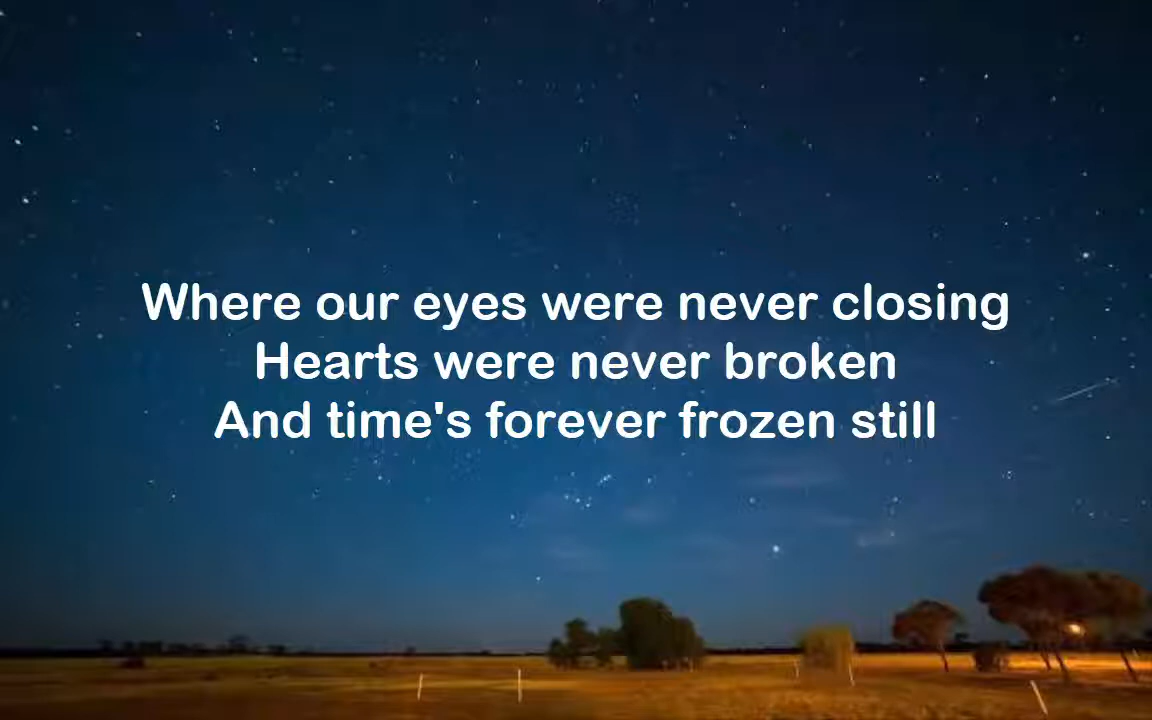 Where our eyes were never closing
Hearts were never broken
And time's forever frozen still